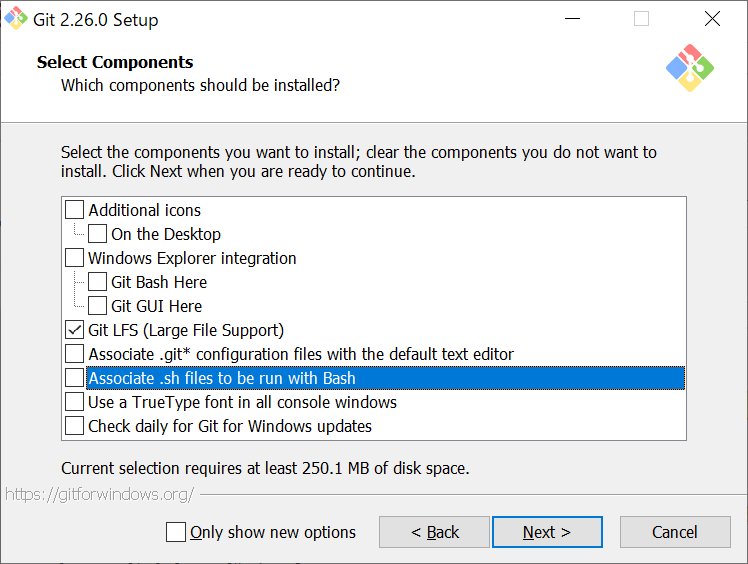 Git 2.26.0 Setup
Select Components
Which components should be installed?
Select the components you want to install; clear the components you do not want to
install. Click Next when you are ready to continue.
Additional icons
On the Desktop
Windows Explorer integration
Git Bash Here
Git GUI Here
Git LFS (Large File Support)
Associate .git* configuration files with the default text editor
Associate .sh files to be run with Bash
Use a TrueType font in all console windows
Check daily for Git for Windows updates
Current selection requires at least 250.1 MB of disk space.
https://gitforwindows.org/
Only show new options
< Back
Next >
Cancel